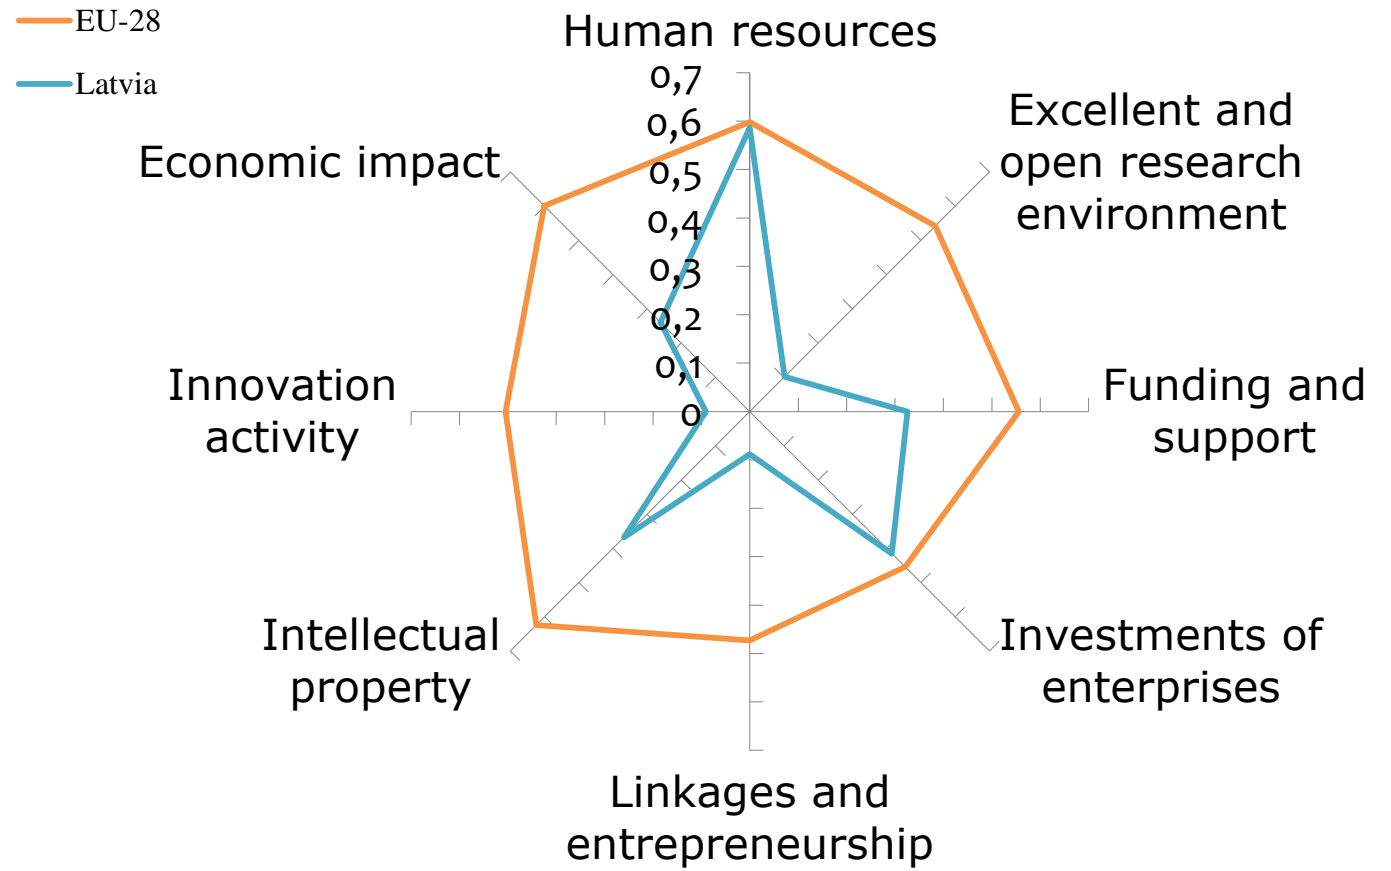 EU-28
Latvia
Human resources
0,7
0,6
0,5
0,4
0,3
0,2
0,1
0
Excellent and
open research
environment
Funding and
support
Investments of
enterprises
Linkages and
entrepreneurship
Intellectual
property
Innovation
activity
Economic impact